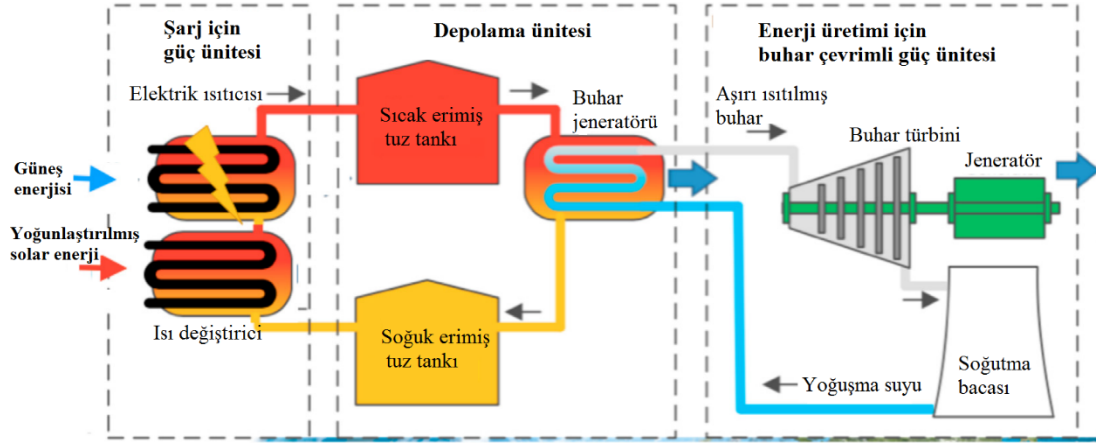 Şarj için
güç ünitesi
Depolama ünitesi
Enerji üretimi için
buhar çevrimli güç ünitesi
Elektrik ısıtıcısı
Sıcak erimiş
tuz tankı
Buhar
jeneratörü
Aşırı ısıtılmış
buhar
Buhar türbini
Jeneratör
Güneş
enerjisi
Yoğunlaştırılmış
solar enerji
Isı değiştirici
Soğuk erimiş
tuz tankı
Yoğuşma suyu
Soğutma
bacası